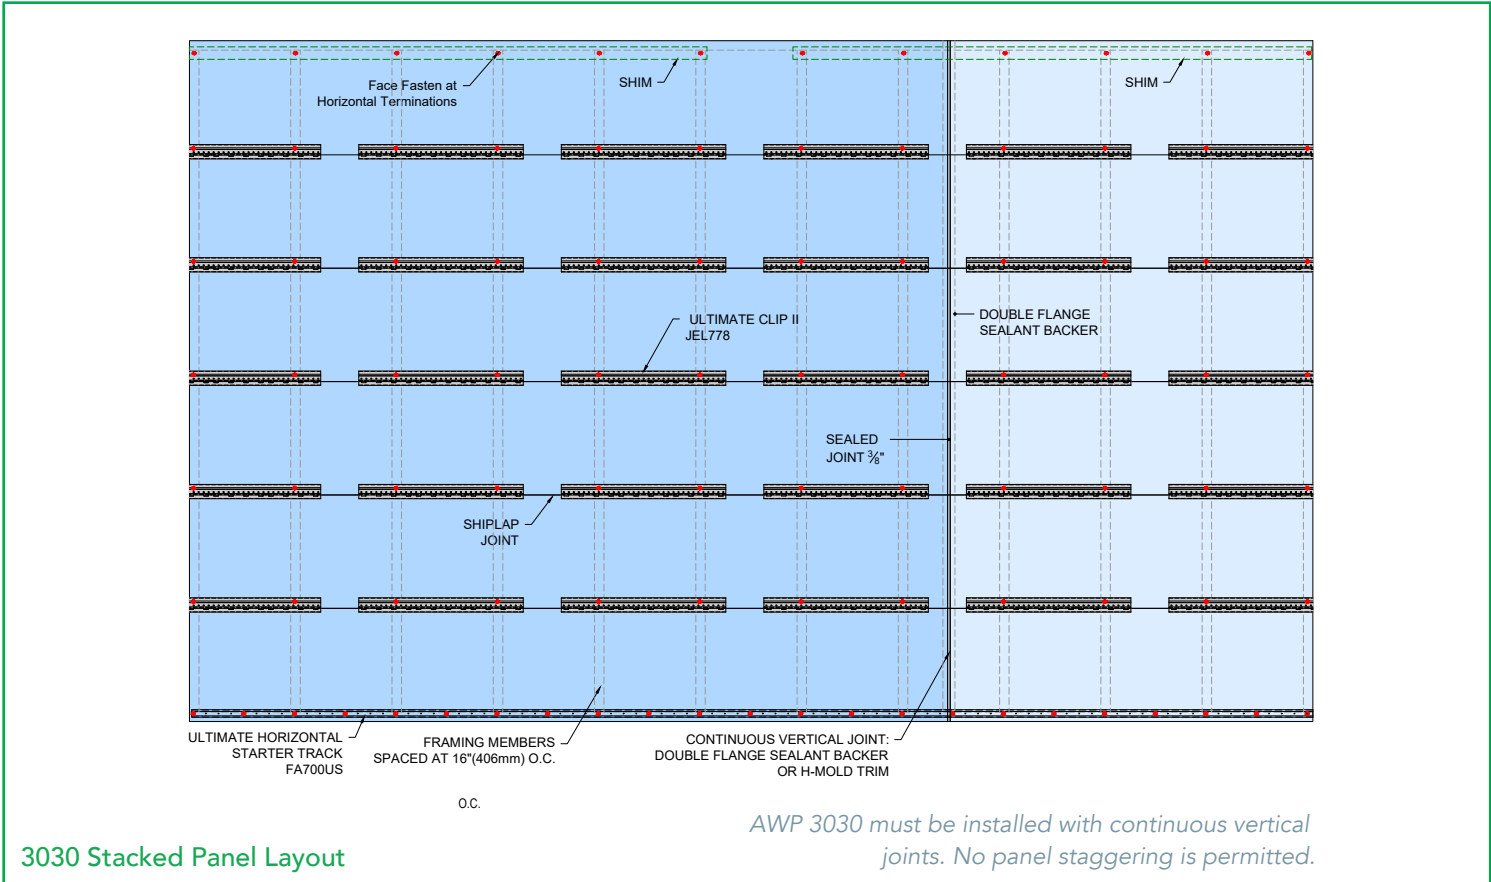 Face Fasten at
Horizontal Terminations
SHIM
SHIM
ULTIMATE CLIP II
JEL778
DOUBLE FLANGE
SEALANT BACKER
SEALED
JOINT ⅜"
SHIPLAP
JOINT
ULTIMATE HORIZONTAL
STARTER TRACK
FA700US
FRAMING MEMBERS
SPACED AT 16"(406mm) O.C.
CONTINUOUS VERTICAL JOINT:
DOUBLE FLANGE SEALANT BACKER
OR H-MOLD TRIM
O.C.
AWP 3030 must be installed with continuous vertical
joints. No panel staggering is permitted.
3030 Stacked Panel Layout